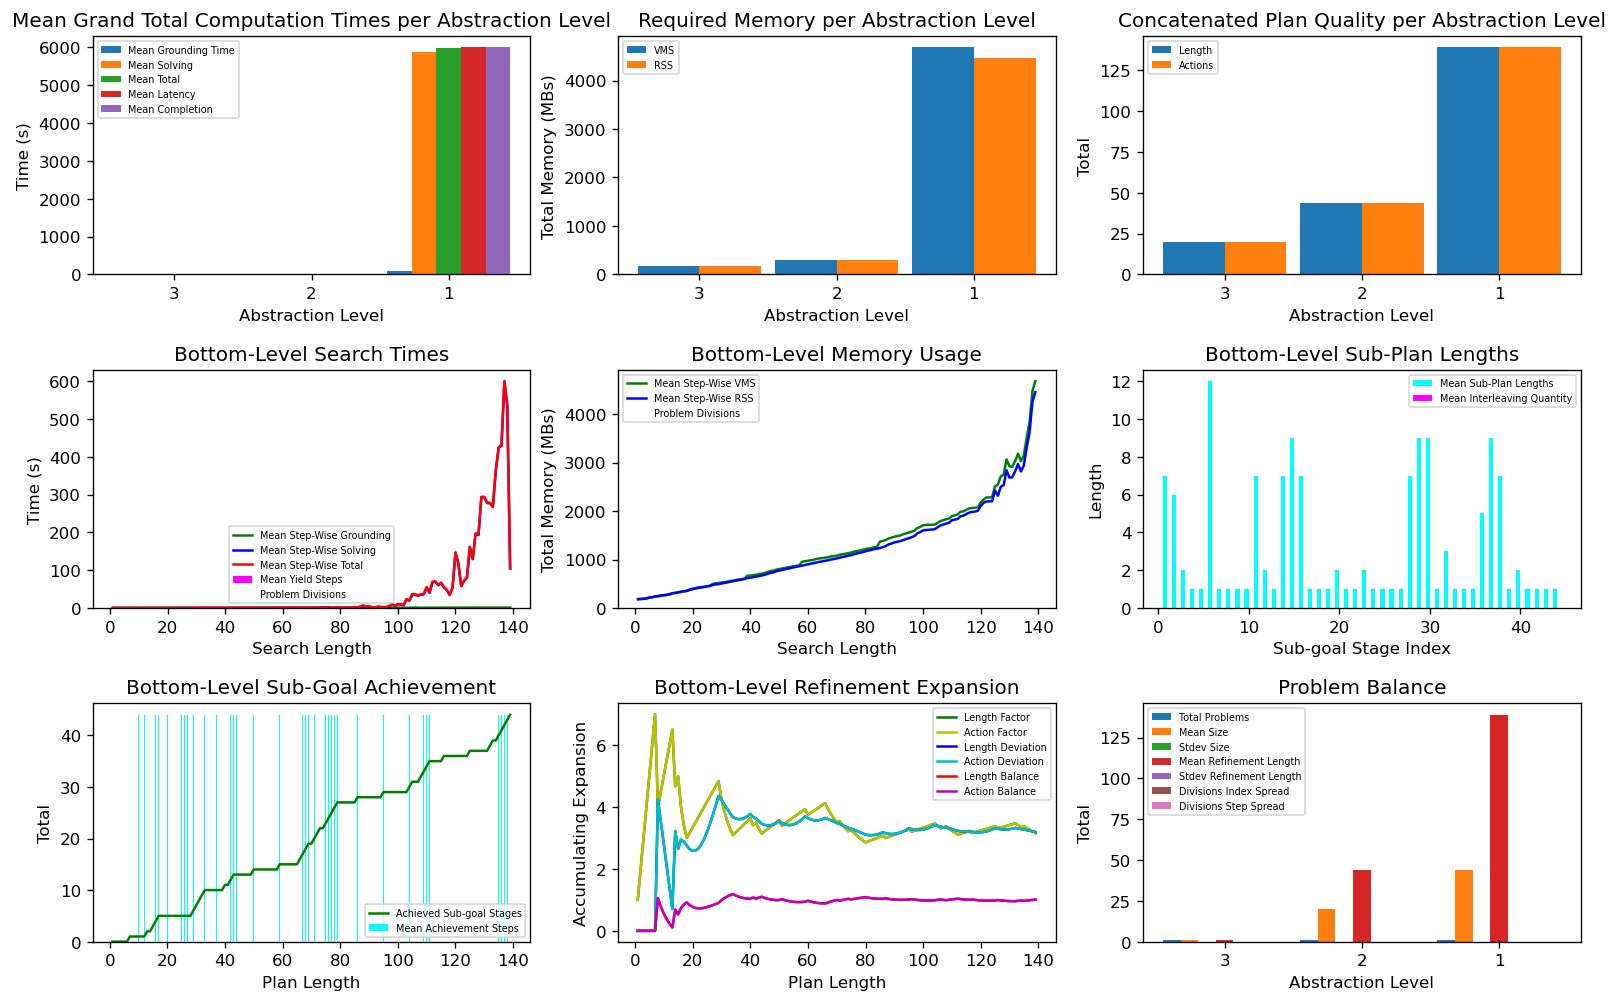 Mean Grand Total Computation Times per Abstraction Level
Time (s)
6000
5000
4000
3000
2000
1000
0
Mean Grounding Time
Mean Solving
Mean Total
Mean Latency
Mean Completion
3 2 1
Abstraction Level
Required Memory per Abstraction Level
Total Memory (MBs)
4000
3000
2000
1000
0
VMS
RSS
3 2 1
Abstraction Level
Concatenated Plan Quality per Abstraction Level
Total
125
100
75
50
25
0
Length
Actions
3 2 1
Abstraction Level
Bottom-Level Search Times
Time (s)
600
500
400
300
200
100
0
Mean Step-Wise Grounding
Mean Step-Wise Solving
Mean Step-Wise Total
Mean Yield Steps
Problem Divisions
0 20 40 60 80 100 120 140
Search Length
Bottom-Level Memory Usage
Total Memory (MBs)
4000
3000
2000
1000
0
Mean Step-Wise VMS
Mean Step-Wise RSS
Problem Divisions
0 20 40 60 80 100 120 140
Search Length
Bottom-Level Sub-Plan Lengths
Length
12
10
8
6
4
2
0
Mean Sub-Plan Lengths
Mean Interleaving Quantity
0 10 20 30 40
Sub-goal Stage Index
Bottom-Level Sub-Goal Achievement
Total
40
30
20
10
0
Achieved Sub-goal Stages
Mean Achievement Steps
0 20 40 60 80 100 120 140
Plan Length
Bottom-Level Refinement Expansion
Accumulating Expansion
6
4
2
0
Length Factor
Action Factor
Length Deviation
Action Deviation
Length Balance
Action Balance
0 20 40 60 80 100 120 140
Plan Length
Problem Balance
Total
125
100
75
50
25
0
Total Problems
Mean Size
Stdev Size
Mean Refinement Length
Stdev Refinement Length
Divisions Index Spread
Divisions Step Spread
3 2 1
Abstraction Level